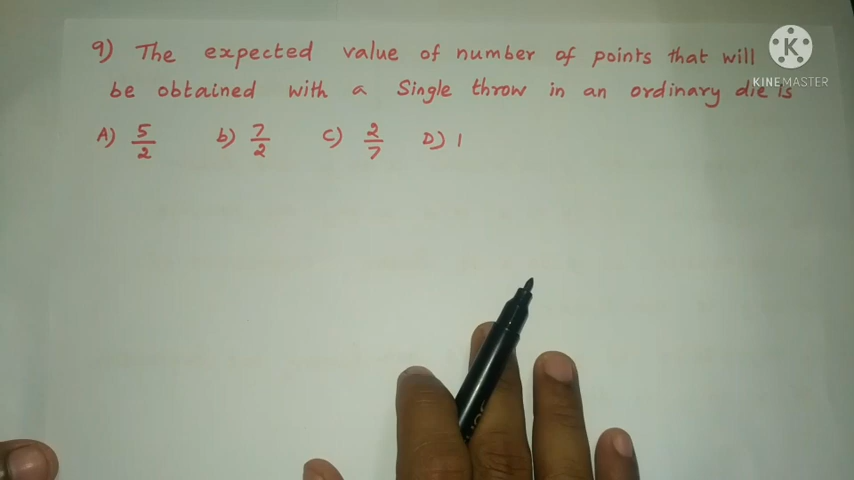 9) The expected value of number of points that will
be obtained with a Single throw in an ordinary die is
A) 5/2 b) 7/2 C) 2/7 D) 1
K
KINEMASTER